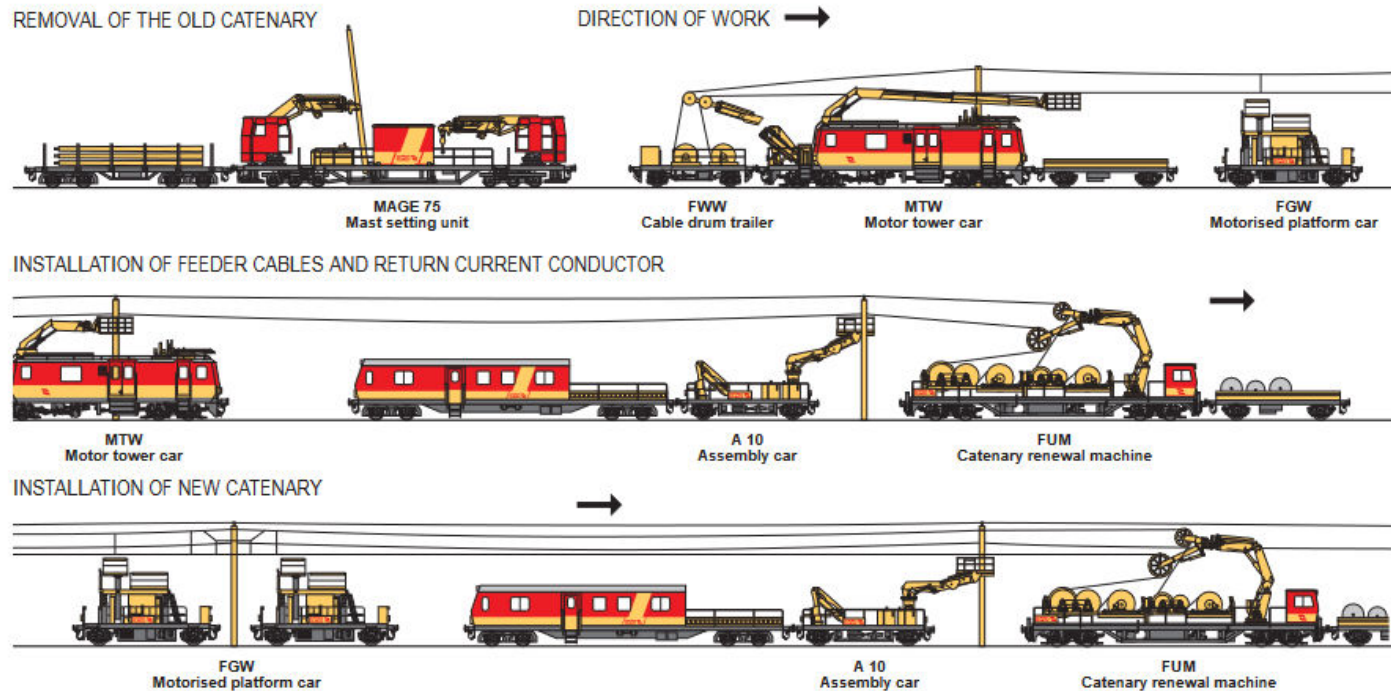 REMOVAL OF THE OLD CATENARY
DIRECTION OF WORK
MAGE 75
Mast setting unit
FWW
Cable drum trailer
MTW
Motor tower car
FGW
Motorised platform car
INSTALLATION OF FEEDER CABLES AND RETURN CURRENT CONDUCTOR
MTW
Motor tower car
A 10
Assembly car
FUM
Catenary renewal machine
INSTALLATION OF NEW CATENARY
FGW
Motorised platform car
A 10
Assembly car
FUM
Catenary renewal machine